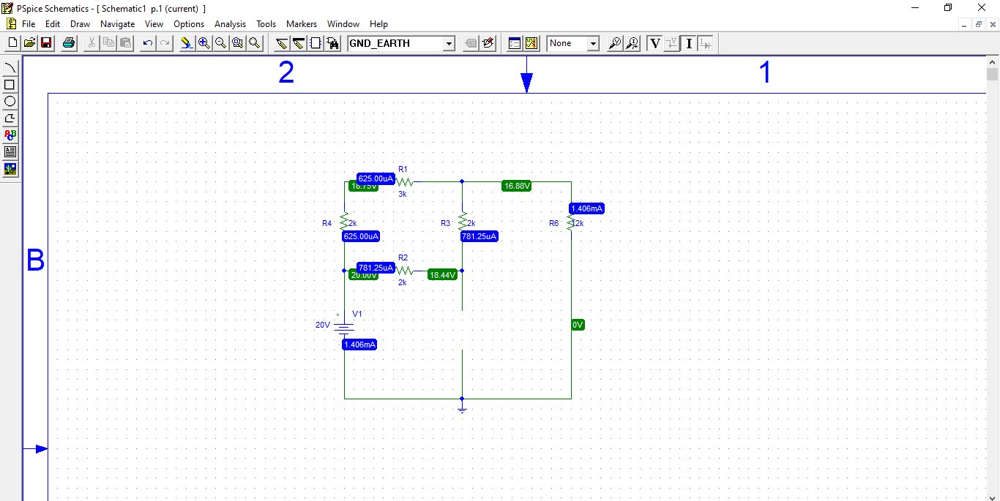 PSpice Schematics - [ Schematic1 p.1 (current) ]
File Edit Draw Navigate View Options Analysis Tools Markers Window Help
GND_EARTH
None
V
I
A
B
C
2
1
B
R1
625.00uA
18.75V
16.88V
3k
1.406mA
R4
2k
R3
2k
R6
12k
625.00uA
781.25uA
R2
781.25uA
20.00V
18.44V
2k
+
V1
20V
0V
1.406mA